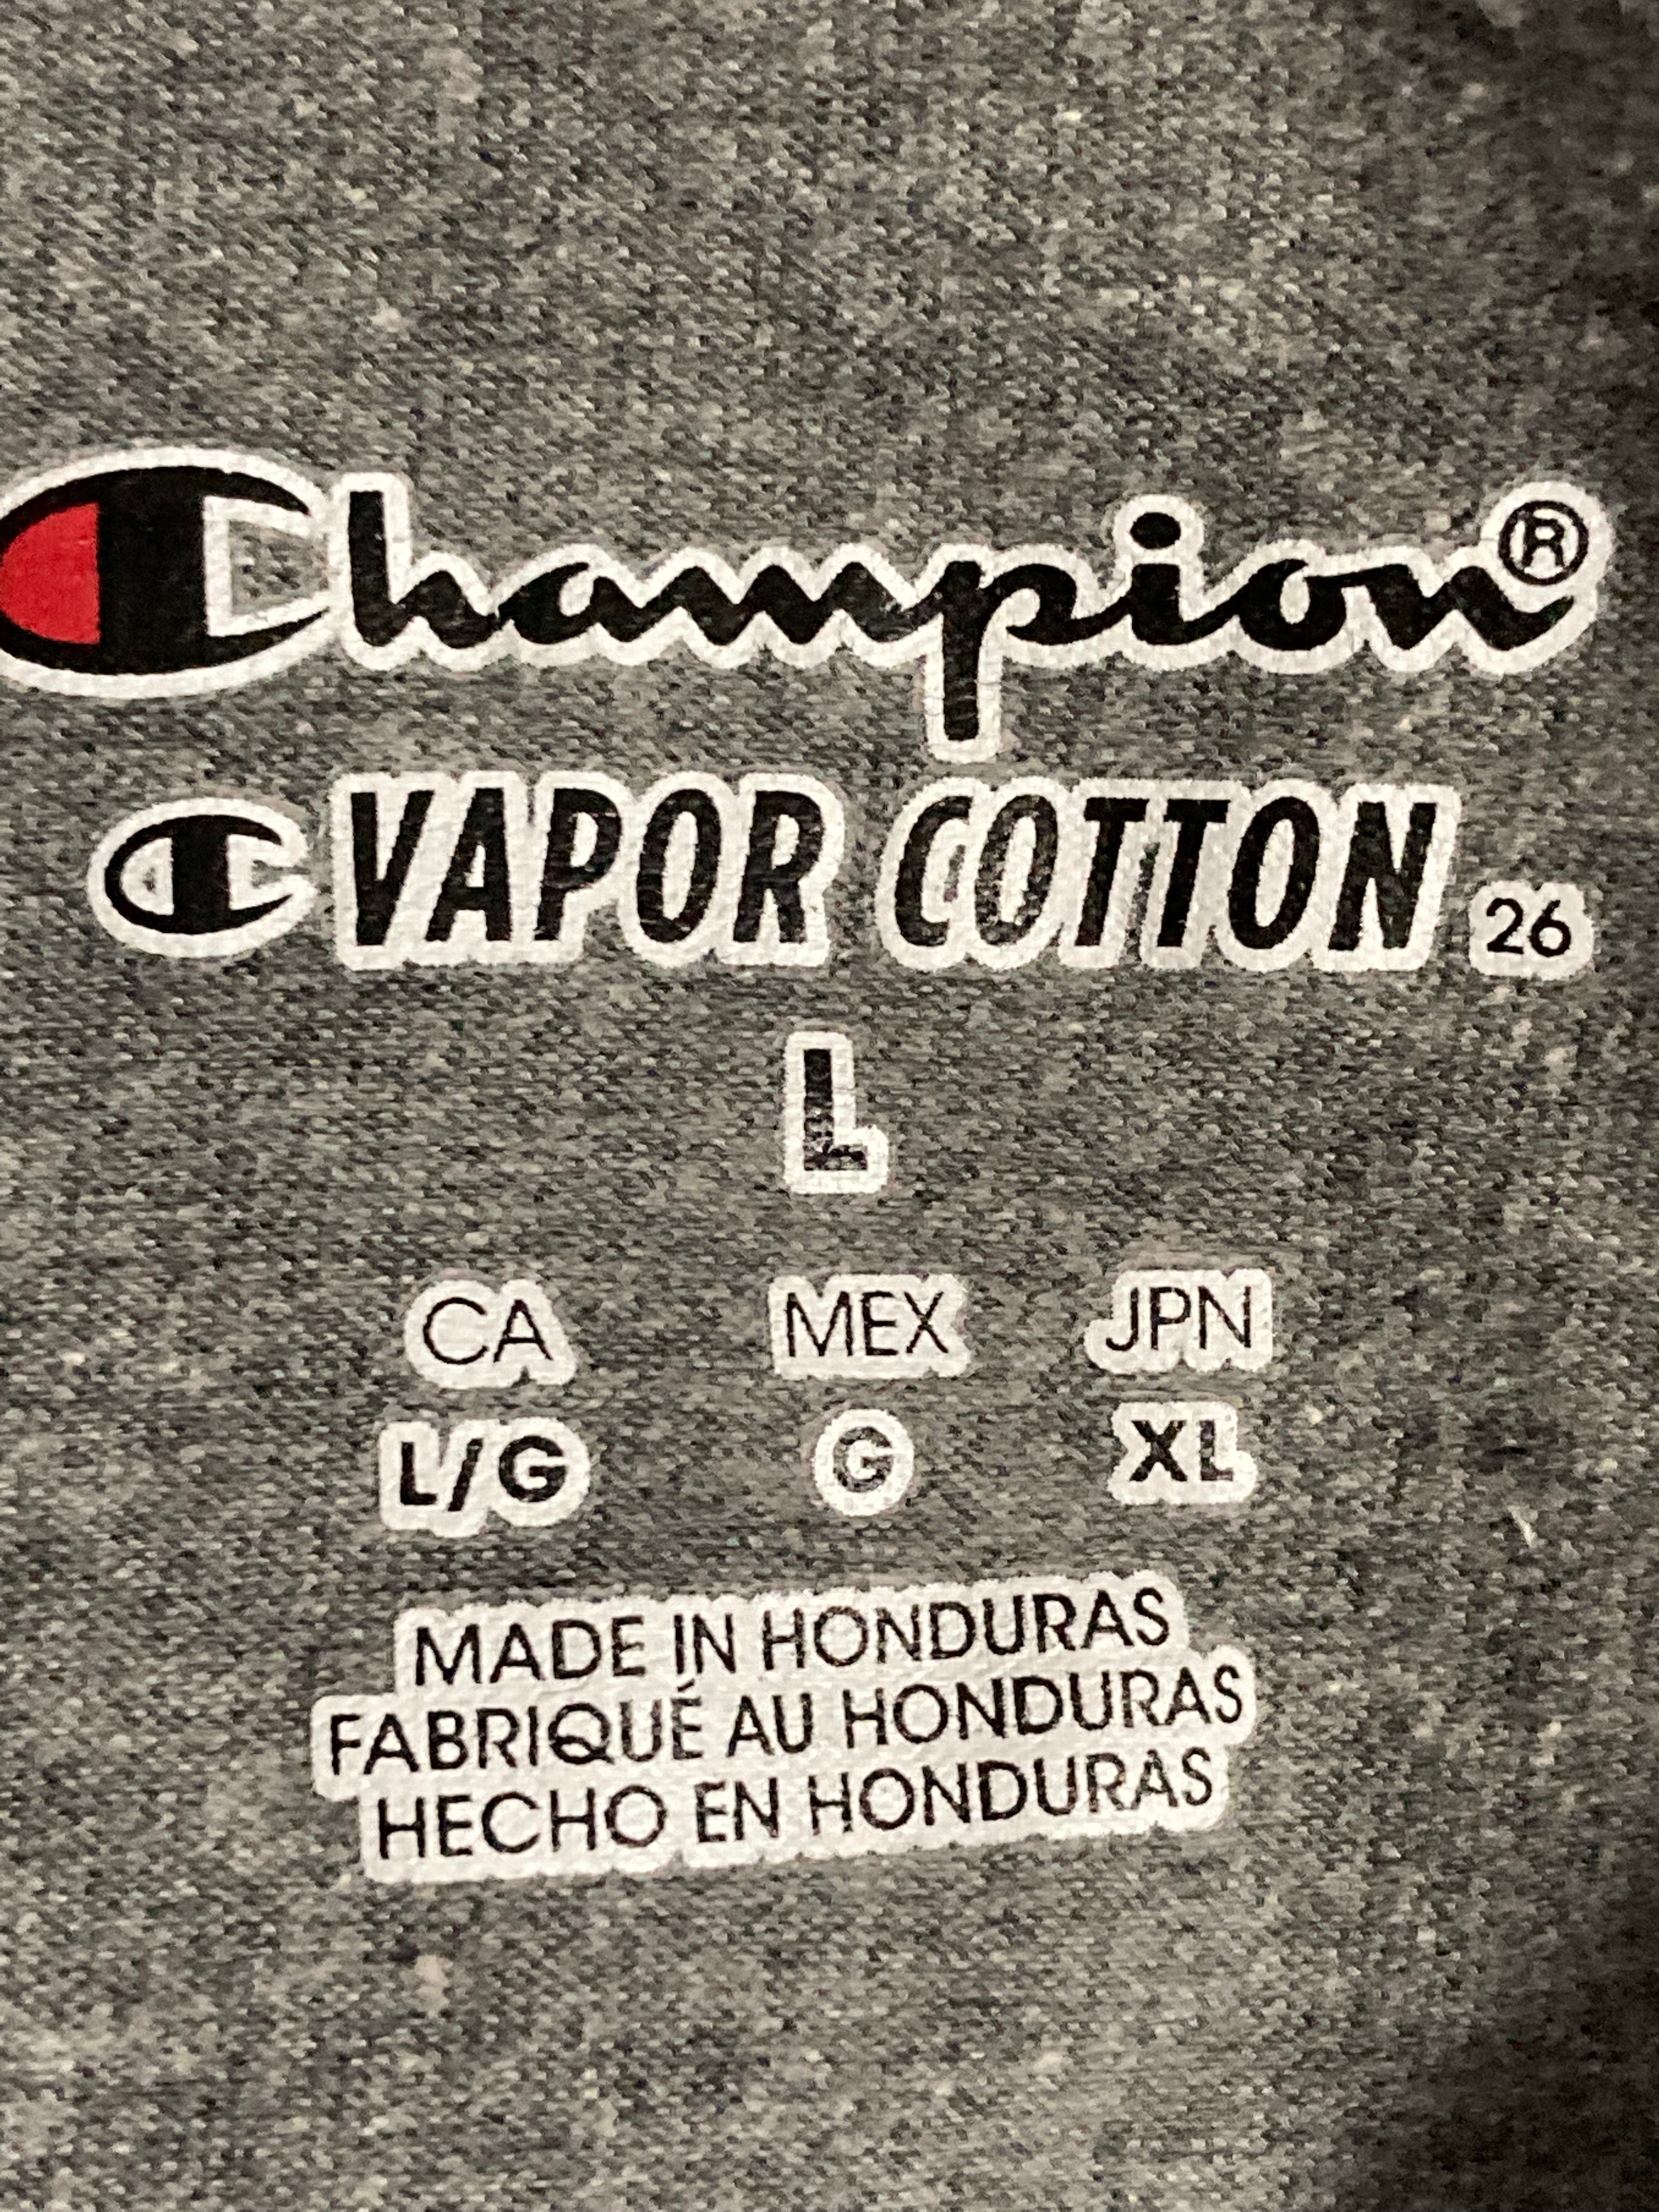 Champion®
VAPOR COTTON 26
L
CA MEX JPN
L/G G XL
MADE IN HONDURAS
FABRIQUÉ AU HONDURAS
HECHO EN HONDURAS